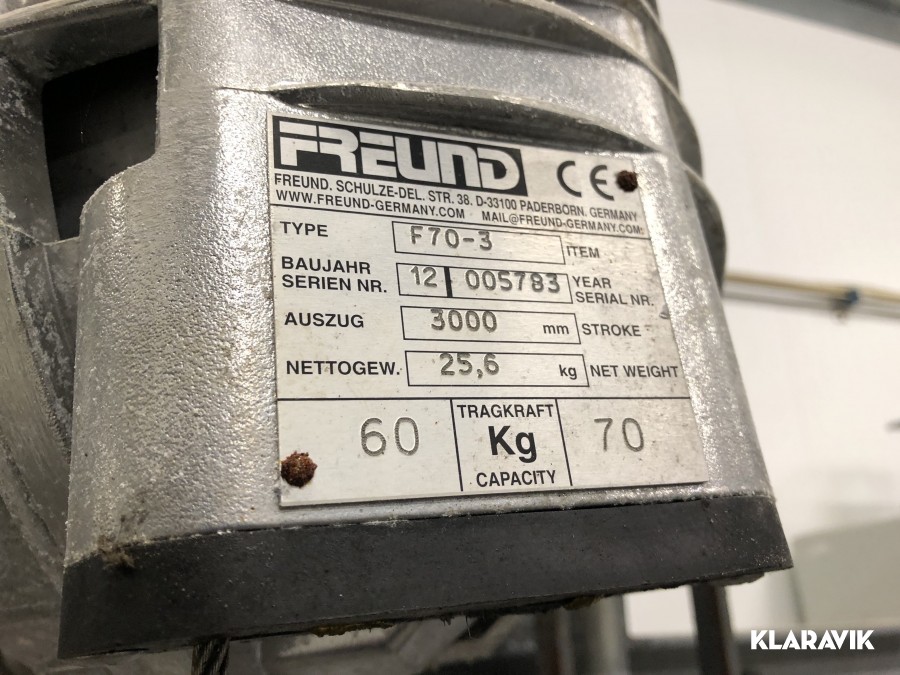 FREUND CE
FREUND. SCHULZE-DEL. STR. 38. D-33100 PADERBORN. GERMANY
WWW.FREUND-GERMANY.COM MAIL@FREUND-GERMANY.COM
TYPE F70-3 ITEM
BAUJAHR SERIEN NR. 12 005783 YEAR SERIAL NR.
AUSZUG 3000 mm STROKE
NETTOGEW. 25,6 kg NET WEIGHT
60 TRAGKRAFT Kg CAPACITY 70
KLARAVIK